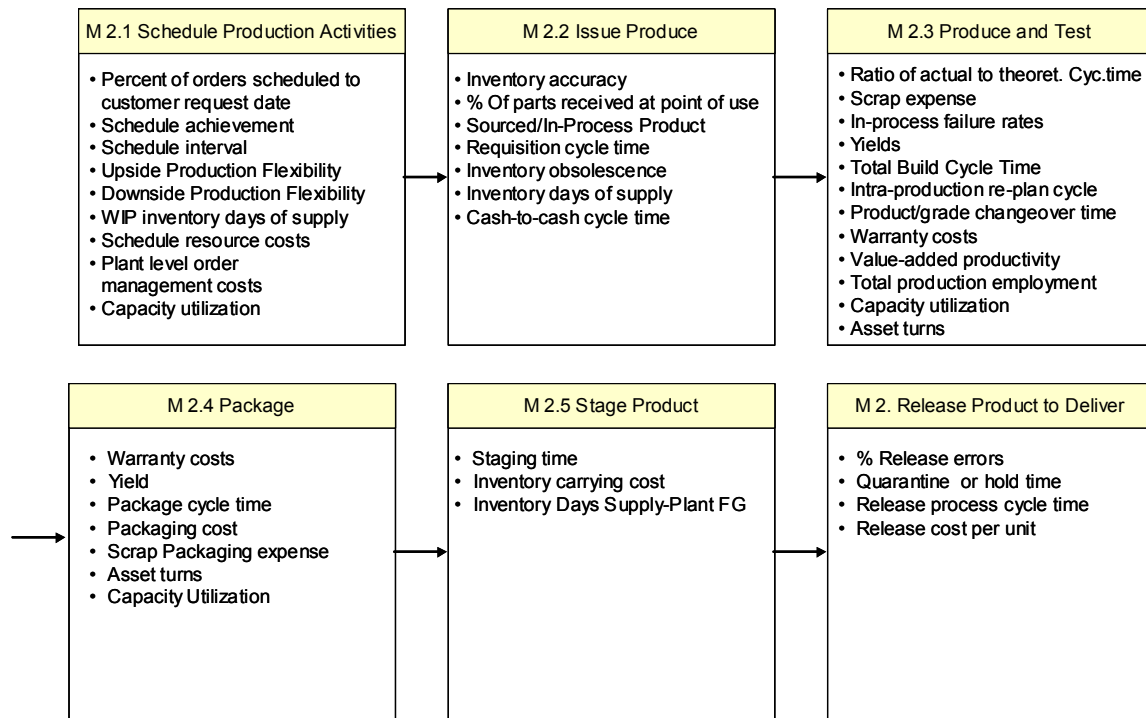 M 2.1 Schedule Production Activities
• Percent of orders scheduled to
customer request date
• Schedule achievement
• Schedule interval
• Upside Production Flexibility
• Downside Production Flexibility
• WIP inventory days of supply
• Schedule resource costs
• Plant level order
management costs
• Capacity utilization
M 2.2 Issue Produce
• Inventory accuracy
• % Of parts received at point of use
• Sourced/In-Process Product
• Requisition cycle time
• Inventory obsolescence
• Inventory days of supply
• Cash-to-cash cycle time
M 2.3 Produce and Test
• Ratio of actual to theoret. Cyc.time
• Scrap expense
• In-process failure rates
• Yields
• Total Build Cycle Time
• Intra-production re-plan cycle
• Product/grade changeover time
• Warranty costs
• Value-added productivity
• Total production employment
• Capacity utilization
• Asset turns
M 2.4 Package
• Warranty costs
• Yield
• Package cycle time
• Packaging cost
• Scrap Packaging expense
• Asset turns
• Capacity Utilization
M 2.5 Stage Product
• Staging time
• Inventory carrying cost
• Inventory Days Supply-Plant FG
M 2. Release Product to Deliver
• % Release errors
• Quarantine or hold time
• Release process cycle time
• Release cost per unit